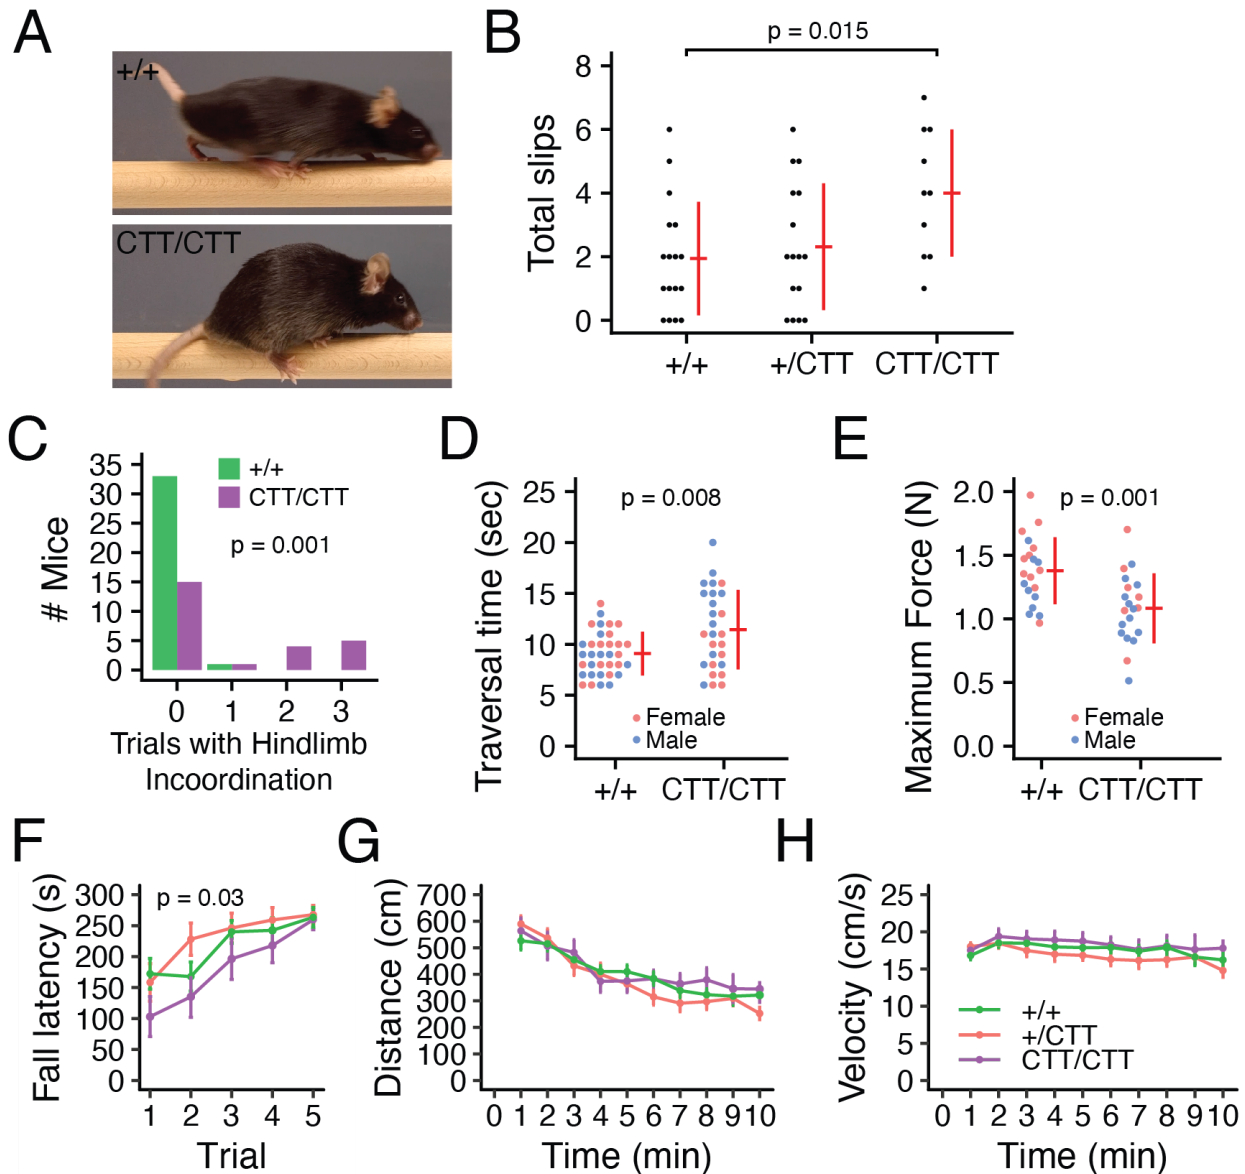 A
+/+
CTT/CTT
B
p = 0.015
Total slips
8
6
4
2
0
+/+
+/CTT
CTT/CTT
C
# Mice
35
30
25
20
15
10
5
0
+/+
CTT/CTT
p = 0.001
0 1 2 3
Trials with Hindlimb
Incoordination
D
Traversal time (sec)
25
20
15
10
5
0
p = 0.008
Female
Male
+/+ CTT/CTT
E
Maximum Force (N)
2.0
1.5
1.0
0.5
0.0
p = 0.001
Female
Male
+/+ CTT/CTT
F
Fall latency (s)
300
250
200
150
100
50
0
p = 0.03
1 2 3 4 5
Trial
G
Distance (cm)
700
600
500
400
300
200
100
0
0 1 2 3 4 5 6 7 8 9 10
Time (min)
H
Velocity (cm/s)
25
20
15
10
5
0
+/+
+/CTT
CTT/CTT
0 1 2 3 4 5 6 7 8 9 10
Time (min)